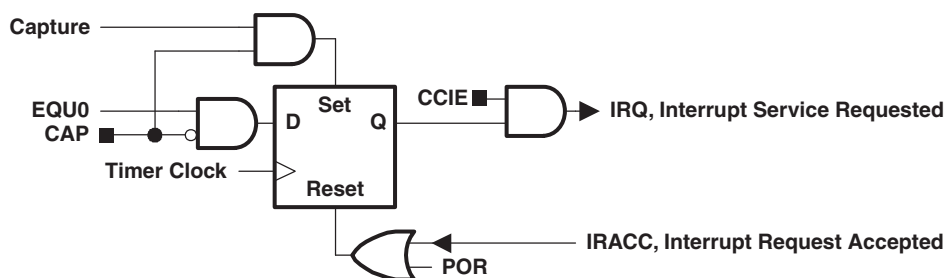 Capture
EQU0
CAP
Timer Clock
Set
D
Q
Reset
CCIE
IRQ, Interrupt Service Requested
IRACC, Interrupt Request Accepted
POR